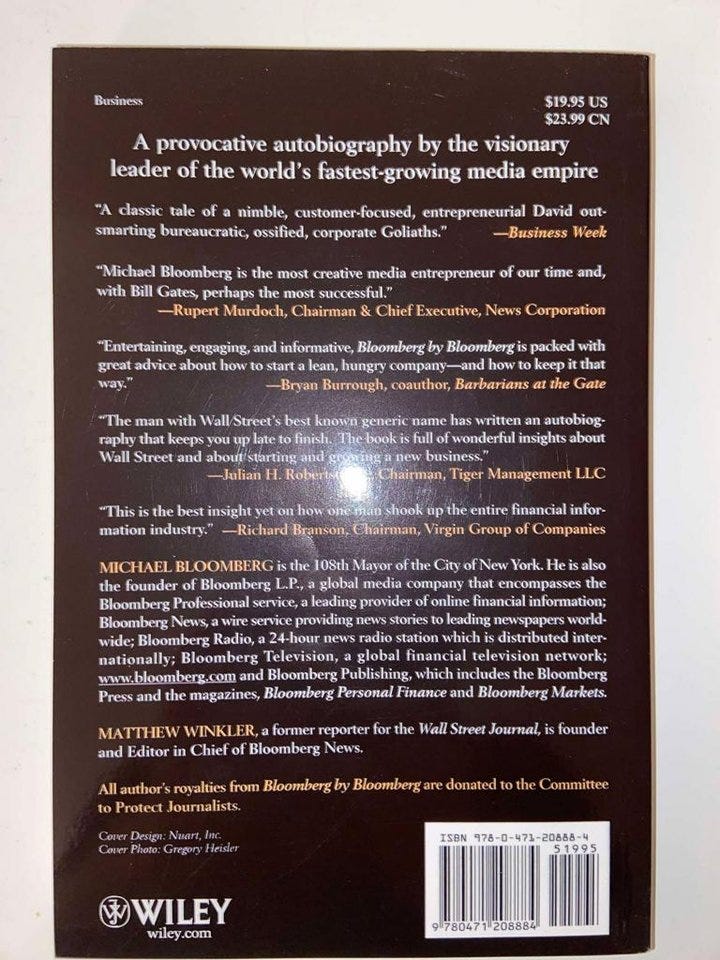 Business
$19.95 US
$23.99 CN
A provocative autobiography by the visionary
leader of the world's fastest-growing media empire
"A classic tale of a nimble, customer-focused, entrepreneurial David out-
smarting bureaucratic, ossified, corporate Goliaths." —Business Week
"Michael Bloomberg is the most creative media entrepreneur of our time and,
with Bill Gates, perhaps the most successful."
—Rupert Murdoch, Chairman & Chief Executive, News Corporation
"Entertaining, engaging, and informative, Bloomberg by Bloomberg is packed with
great advice about how to start a lean, hungry company—and how to keep it that
way." —Bryan Burrough, coauthor, Barbarians at the Gate
"The man with Wall Street's best known generic name has written an autobiog-
raphy that keeps you up late to finish. The book is full of wonderful insights about
Wall Street and about starting and growing a new business."
—Julian H. Chairman, Tiger Management LLC
"This is the best insight yet on how one man shook up the entire financial infor-
mation industry." —Richard Branson, Chairman, Virgin Group of Companies
MICHAEL BLOOMBERG is the 108th Mayor of the City of New York. He is also
the founder of Bloomberg L.P., a global media company that encompasses the
Bloomberg Professional service, a leading provider of online financial information;
Bloomberg News, a wire service providing news stories to leading newspapers world-
wide; Bloomberg Radio, a 24-hour news radio station which is distributed inter-
nationally; Bloomberg Television, a global financial television network;
www.bloomberg.com and Bloomberg Publishing, which includes the Bloomberg
Press and the magazines, Bloomberg Personal Finance and Bloomberg Markets.
MATTHEW WINKLER, a former reporter for the Wall Street Journal, is founder
and Editor in Chief of Bloomberg News.
All author's royalties from Bloomberg by Bloomberg are donated to the Committee
to Protect Journalists.
Cover Design: Nuart, Inc.
Cover Photo: Gregory Heisler
ISBN 978-0-471-20888-4
51995
9 780471 208884
WILEY
wiley.com